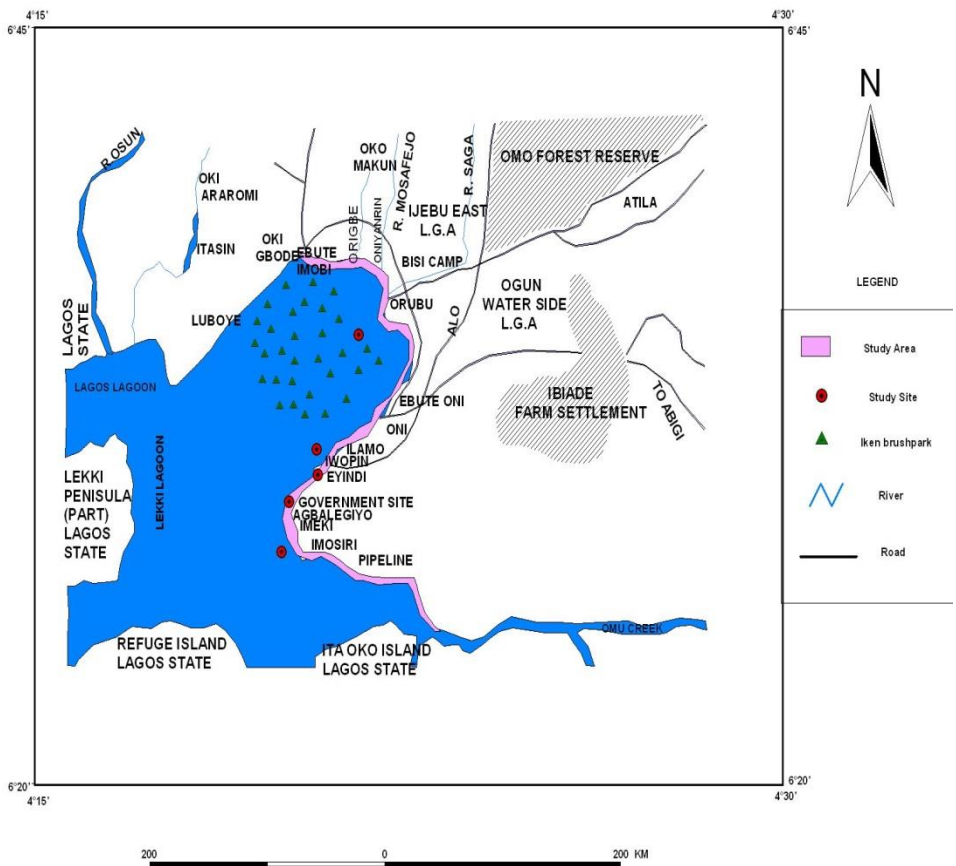 4°15'
4°30'
6°45'
6°45'
N
R. OSUN
OKO
MAKUN
R. MOSAFEJO
R. SAGA
OMO FOREST RESERVE
OKI
ARAROMI
ATILA
ORIGBE
ONIYANRIN
IJEBU EAST
L.G.A
ITASIN
OKI
GBODE
EBUTE
IMOBI
BISI CAMP
LEGEND
OGUN
WATER SIDE
L.G.A
ORUBU
LAGOS
STATE
LUBOYE
ALO
Study Area
LAGOS LAGOON
Study Site
EBUTE ONI
IBIADE
FARM SETTLEMENT
TO ABIGI
ONI
Iken brushpark
ILAMO
IWOPIN
EYINDI
LEKKI
PENISULA
(PART)
LAGOS
STATE
LEKKI LAGOON
River
GOVERNMENT SITE
AGBALEGIYO
IMEKI
IMOSIRI
PIPELINE
Road
OMU CREEK
REFUGE ISLAND
LAGOS STATE
ITA OKO ISLAND
LAGOS STATE
6°20'
6°20'
4°15'
4°30'
200
0
200 KM